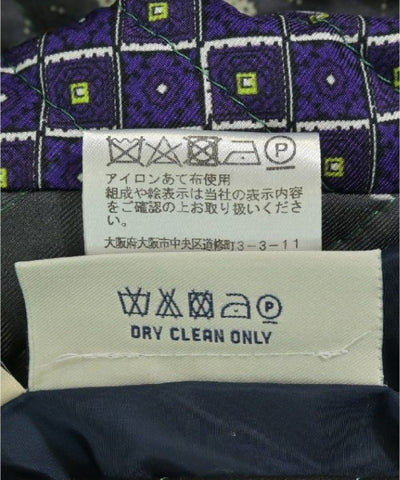 アイロンあて布使用
組成や絵表示は当社の表示内容
をご確認の上お取り扱いくださ
い。
大阪府大阪市中央区道修町3-3-11
DRY CLEAN ONLY